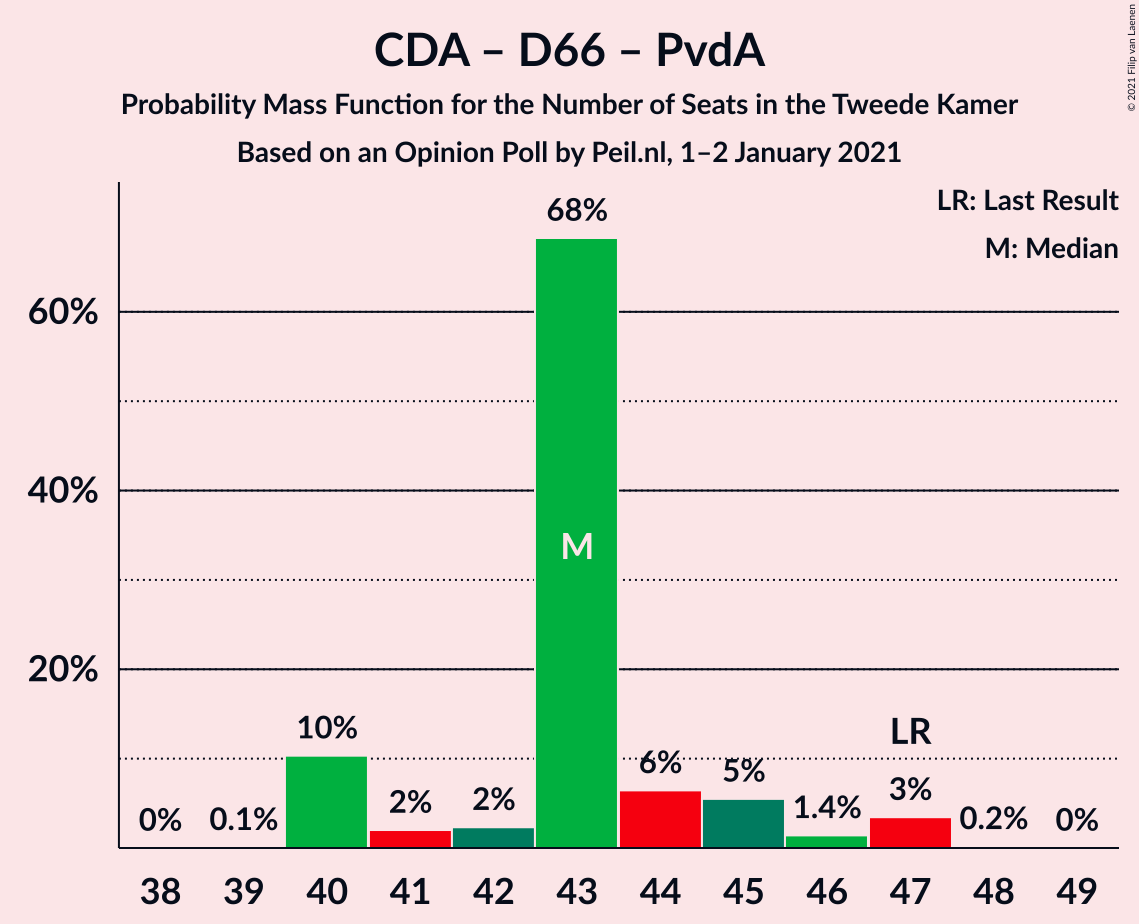 CDA – D66 – PvdA
Probability Mass Function for the Number of Seats in the Tweede Kamer
Based on an Opinion Poll by Peil.nl, 1–2 January 2021
© 2021 Filip van Laenen
LR: Last Result
M: Median
60%
40%
20%
0%
0.1%
10%
2%
2%
68%
M
6%
5%
1.4%
LR
3%
0.2%
0%
38 39 40 41 42 43 44 45 46 47 48 49